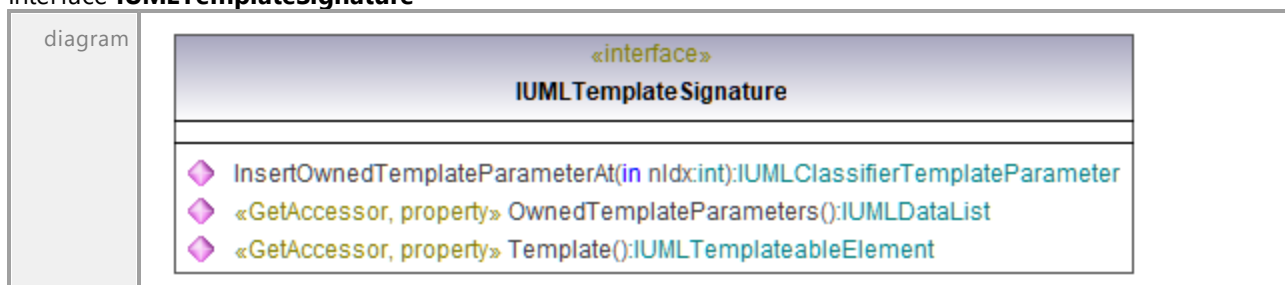 interface IUMLTemplateSignature
diagram
«interface»
IUMLTemplateSignature
InsertOwnedTemplateParameterAt(in nIdx:int):IUMLClassifierTemplateParameter
«GetAccessor, property» OwnedTemplateParameters():IUMLDataList
«GetAccessor, property» Template():IUMLTemplateableElement